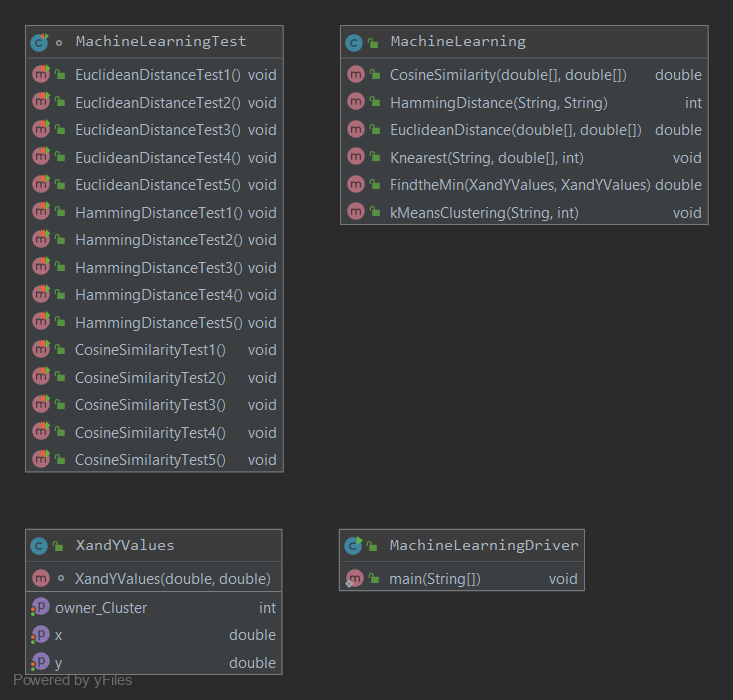 MachineLearningTest
EuclideanDistanceTest1() void
EuclideanDistanceTest2() void
EuclideanDistanceTest3() void
EuclideanDistanceTest4() void
EuclideanDistanceTest5() void
HammingDistanceTest1() void
HammingDistanceTest2() void
HammingDistanceTest3() void
HammingDistanceTest4() void
HammingDistanceTest5() void
CosineSimilarityTest1() void
CosineSimilarityTest2() void
CosineSimilarityTest3() void
CosineSimilarityTest4() void
CosineSimilarityTest5() void
MachineLearning
CosineSimilarity(double[], double[]) double
HammingDistance(String, String) int
EuclideanDistance(double[], double[]) double
Knearest(String, double[], int) void
FindtheMin(XandYValues, XandYValues) double
kMeansClustering(String, int) void
XandYValues
XandYValues(double, double)
owner_Cluster int
x double
y double
MachineLearningDriver
main(String[]) void
Powered by yFiles